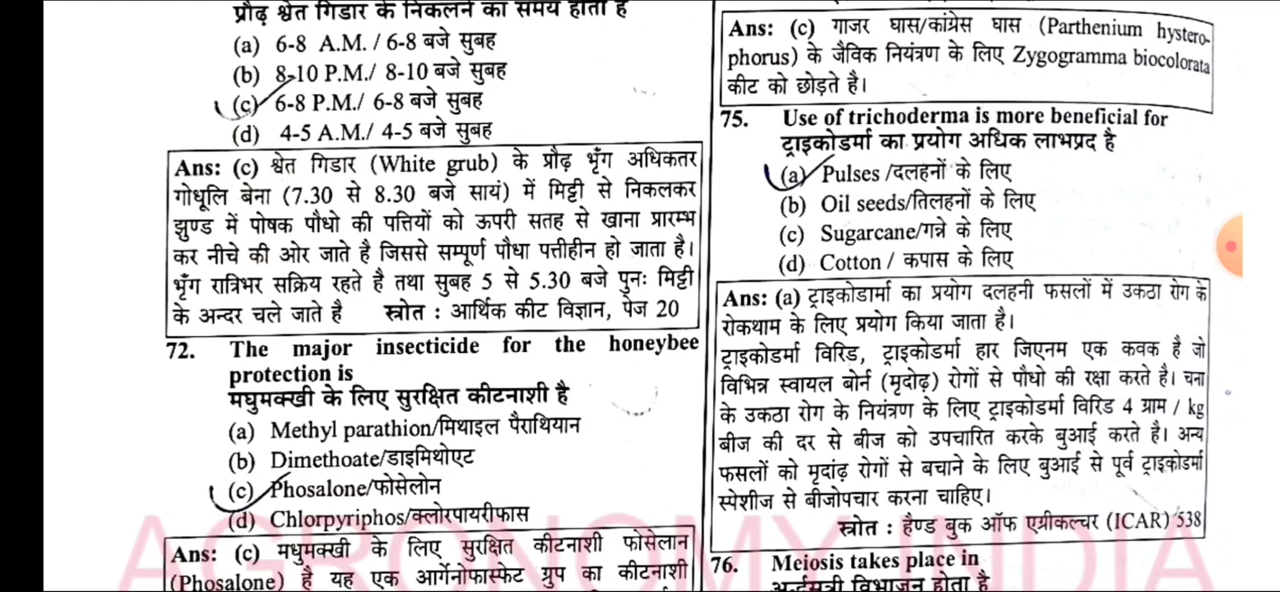 प्रौढ़ श्वेत गिडार के निकलने का समय होता है
(a) 6-8 A.M. / 6-8 बजे सुबह
(b) 8-10 P.M./ 8-10 बजे सुबह
(c) 6-8 P.M./ 6-8 बजे सुबह
(d) 4-5 A.M./ 4-5 बजे सुबह
Ans: (c) श्वेत गिडार (White grub) के प्रौढ़ भृंग अधिकतर
गोधूलि बेना (7.30 से 8.30 बजे सायं) में मिट्टी से निकलकर
झुण्ड में पोषक पौधो की पत्तियों को ऊपरी सतह से खाना प्रारम्भ
कर नीचे की ओर जाते है जिससे सम्पूर्ण पौधा पत्तीहीन हो जाता है।
भृँग रात्रिभर सक्रिय रहते है तथा सुबह 5 से 5.30 बजे पुनः मिट्टी
के अन्दर चले जाते है स्त्रोत : आर्थिक कीट विज्ञान, पेज 20
72. The major insecticide for the honeybee
protection is
मघुमक्खी के लिए सुरक्षित कीटनाशी है
(a) Methyl parathion/मिथाइल पैराथियान
(b) Dimethoate/डाइमिथोएट
(c) Phosalone/फोसेलोन
(d) Chlorpyriphos/क्लोरपायरीफास
Ans: (c) मधुमक्खी के लिए सुरक्षित कीटनाशी फोसेलान
(Phosalone) है यह एक आर्गेनोफास्फेट ग्रुप का कीटनाशी
Ans: (c) गाजर घास/कांग्रेस घास (Parthenium hystero-
phorus) के जैविक नियंत्रण के लिए Zygogramma biocolorata
कीट को छोड़ते है।
75. Use of trichoderma is more beneficial for
ट्राइकोडर्मा का प्रयोग अधिक लाभप्रद है
(a) Pulses /दलहनों के लिए
(b) Oil seeds/तिलहनों के लिए
(c) Sugarcane/गन्ने के लिए
(d) Cotton / कपास के लिए
Ans: (a) ट्राइकोडार्मा का प्रयोग दलहनी फसलों में उकठा रोग के
रोकथाम के लिए प्रयोग किया जाता है।
ट्राइकोडर्मा विरिड, ट्राइकोडर्मा हार जिएनम एक कवक है जो
विभिन्न स्वायल बोर्न (मृदोढ़) रोगों से पौधो की रक्षा करते है। चना
के उकठा रोग के नियंत्रण के लिए ट्राइकोडर्मा विरिड 4 ग्राम / kg
बीज की दर से बीज को उपचारित करके बुआई करते है। अन्य
फसलों को मृदांढ़ रोगों से बचाने के लिए बुआई से पूर्व ट्राइकोडर्मा
स्पेशीज से बीजोपचार करना चाहिए।
स्त्रोत : हैण्ड बुक ऑफ एग्रीकल्चर (ICAR) 538
76. Meiosis takes place in
अर्न्द्धसूत्री विभाजन होता है
AGRONOMY INDIA